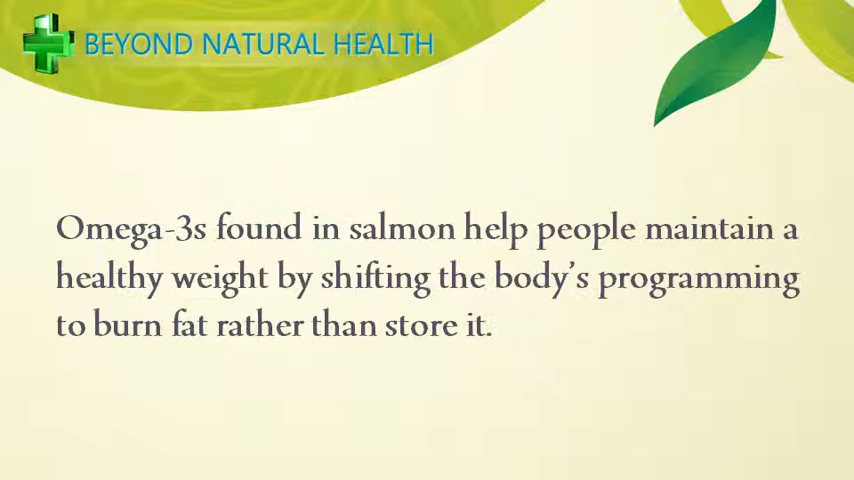 BEYOND NATURAL HEALTH
Omega-3s found in salmon help people maintain a
healthy weight by shifting the body's programming
to burn fat rather than store it.